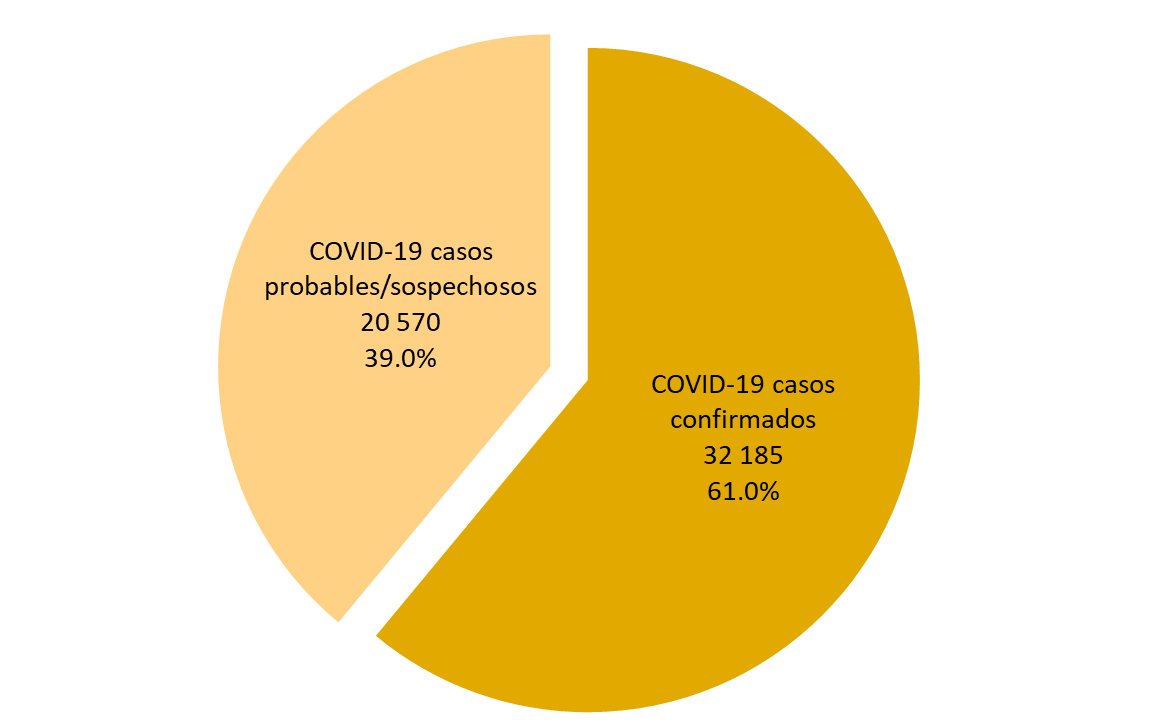 COVID-19 casos
probables/sospechosos
20 570
39.0%
COVID-19 casos
confirmados
32 185
61.0%